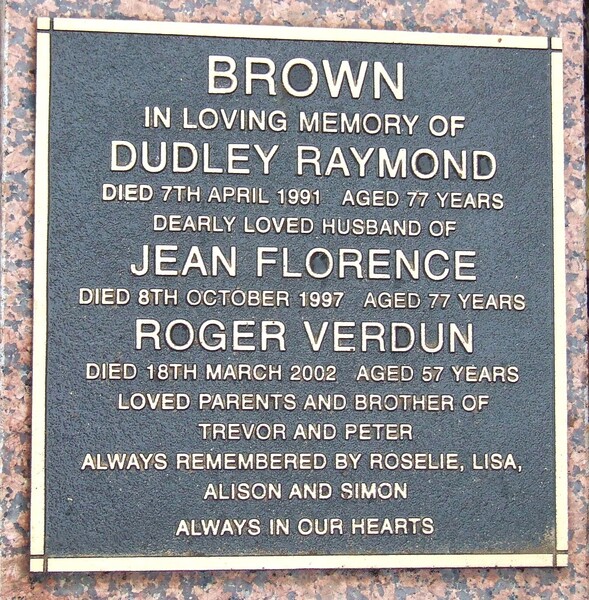 BROWN
IN LOVING MEMORY OF
DUDLEY RAYMOND
DIED 7TH APRIL 1991 AGED 77 YEARS
DEARLY LOVED HUSBAND OF
JEAN FLORENCE
DIED 8TH OCTOBER 1997 AGED 77 YEARS
ROGER VERDUN
DIED 18TH MARCH 2002 AGED 57 YEARS
LOVED PARENTS AND BROTHER OF
TREVOR AND PETER
ALWAYS REMEMBERED BY ROSELIE, LISA,
ALISON AND SIMON
ALWAYS IN OUR HEARTS